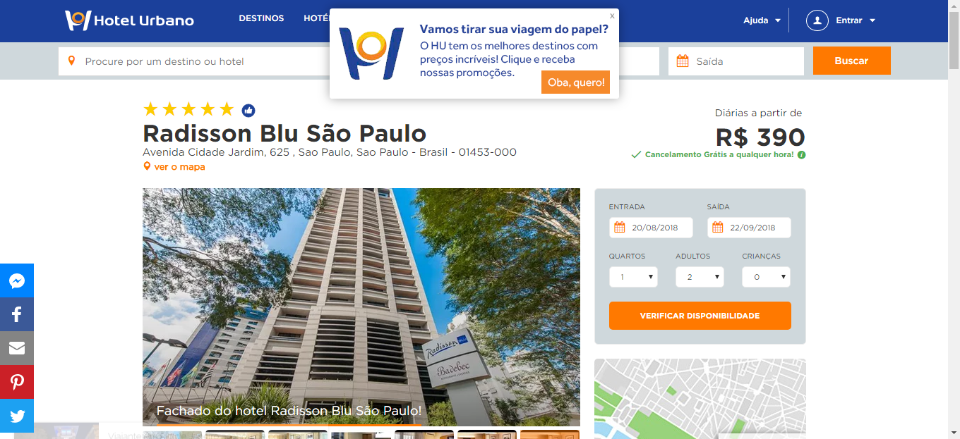 Hotel Urbano
DESTINOS
HOTÉ
Ajuda
Entrar
x
Vamos tirar sua viagem do papel?
O HU tem os melhores destinos com
preços incríveis! Clique e receba
nossas promoções.
Oba, quero!
Procure por um destino ou hotel
Saída
Buscar
Radisson Blu São Paulo
Avenida Cidade Jardim, 625 , Sao Paulo, Sao Paulo - Brasil - 01453-000
ver o mapa
Diárias a partir de
R$ 390
Cancelamento Grátis a qualquer hora!
ENTRADA
SAÍDA
20/08/2018
22/09/2018
QUARTOS
ADULTOS
CRIANÇAS
1
2
0
VERIFICAR DISPONIBILIDADE
Radisson
Badebec
Fachado do hotel Radisson Blu São Paulo!